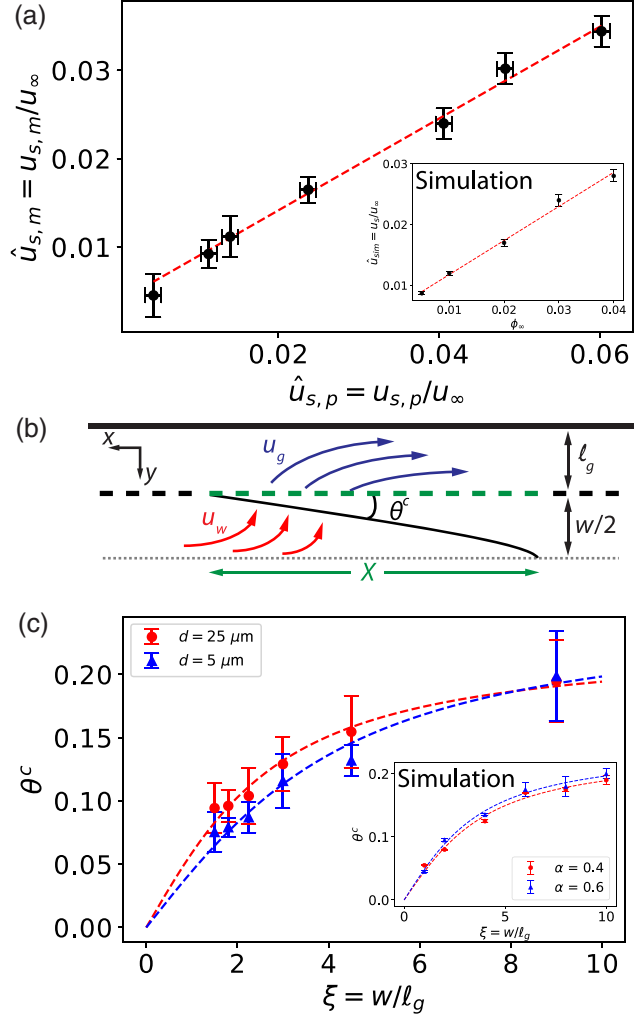 (a)
û_{s,m} = u_{s,m}/u_∞
0.03
0.02
0.01
0.02
0.04
0.06
û_{s,p} = u_{s,p}/u_∞
Simulation
û_{sim} = u_s/u_∞
0.03
0.02
0.01
0.01
0.02
0.03
0.04
ϕ_∞
(b)
x
y
u_g
ℓ_g
θ^c
u_w
w/2
X
(c)
d = 25 μm
d = 5 μm
θ^c
0.20
0.15
0.10
0.05
0.00
0
2
4
6
8
10
ξ = w/ℓ_g
Simulation
θ^c
0.2
0.1
0.0
α = 0.4
α = 0.6
0
5
10
ξ = w/ℓ_g